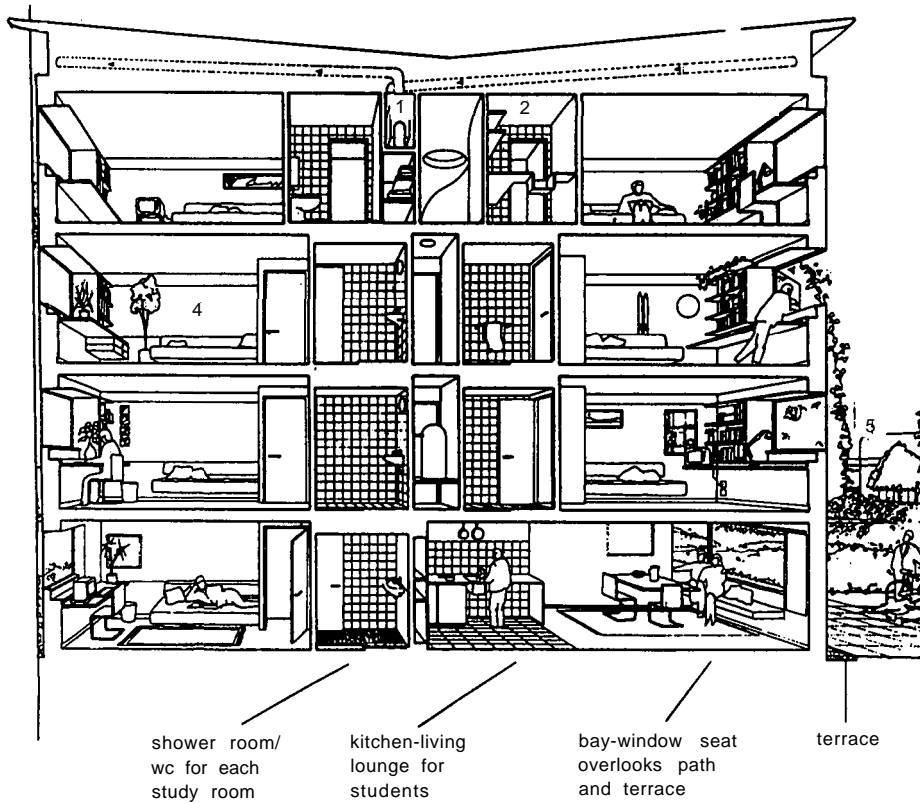 1
2
4
5
shower room/
wc for each
study room
kitchen-living
lounge for
students
bay-window seat
overlooks path
and terrace
terrace